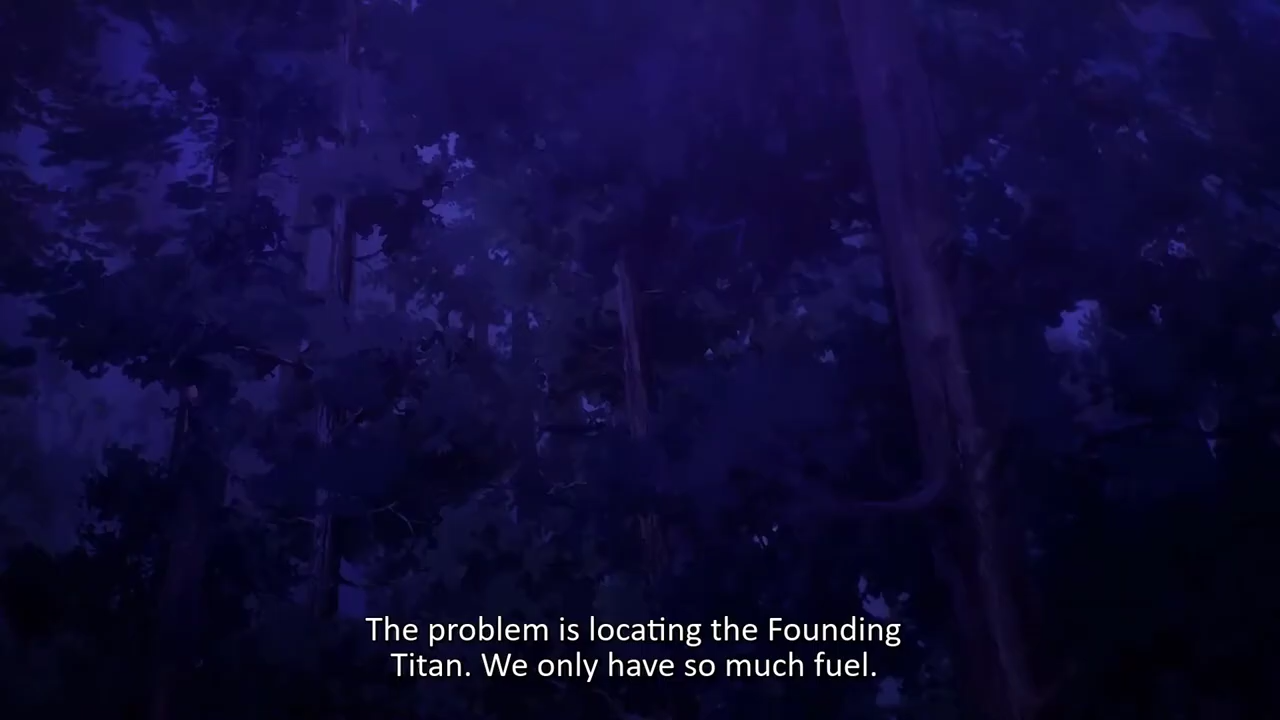 The problem is locating the Founding
Titan. We only have so much fuel.